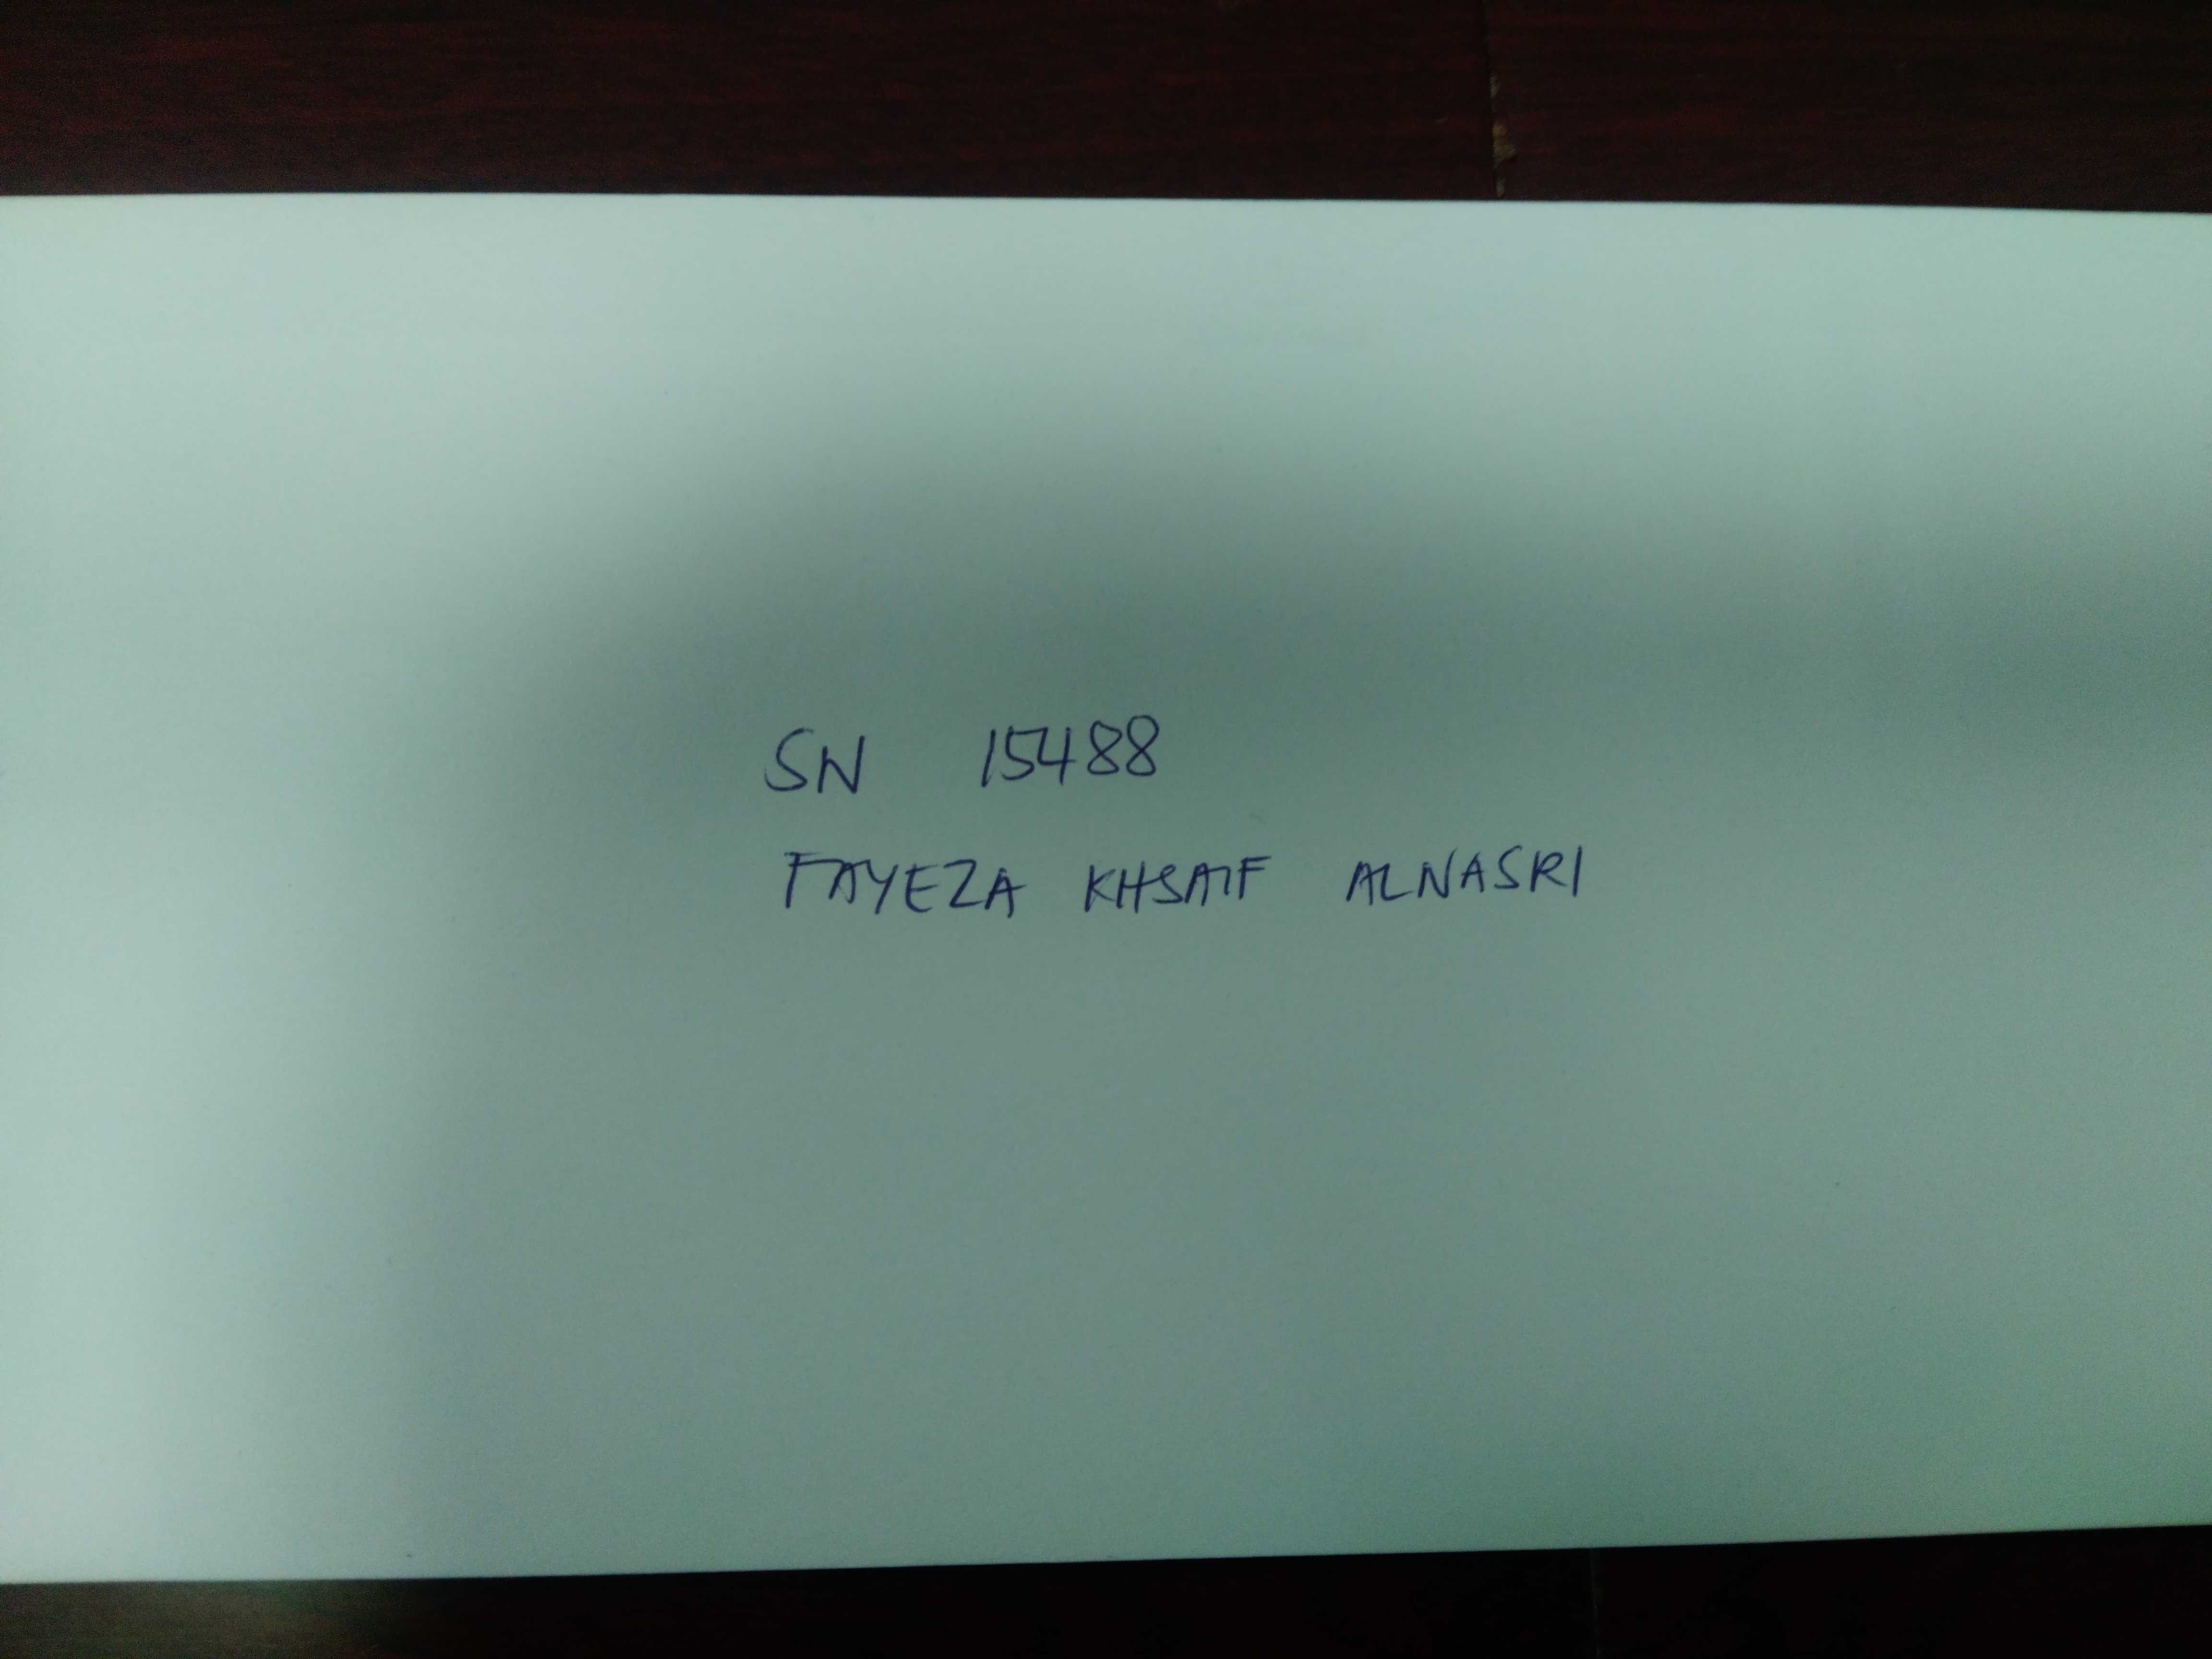 SN 15488
FAYEZA KHSAIF ALNASRI